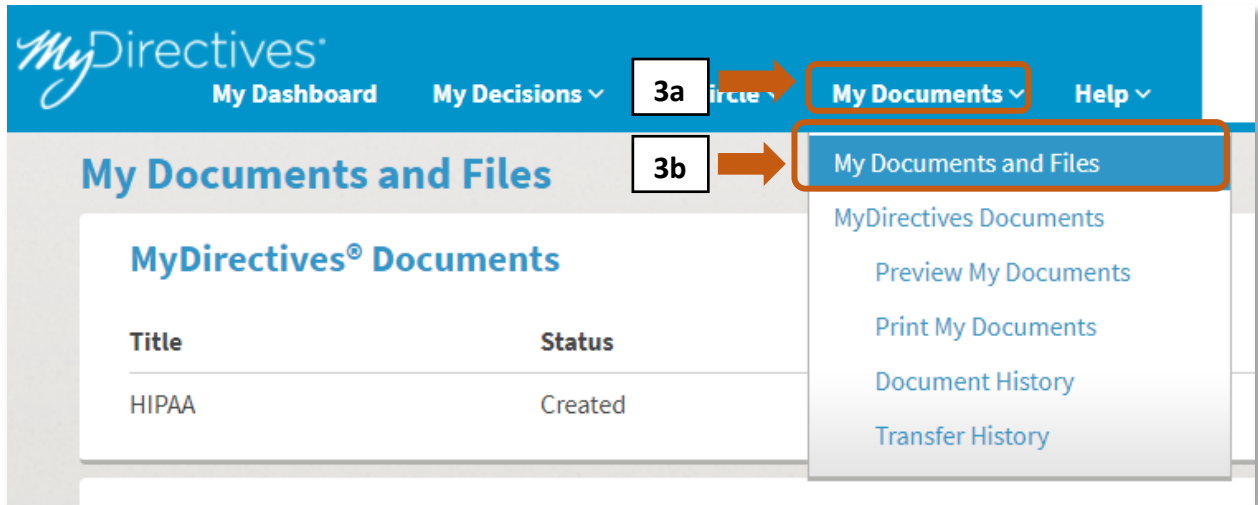 MyDirectives®
My Dashboard My Decisions 3a My Documents Help
My Documents and Files 3b My Documents and Files
MyDirectives Documents
MyDirectives® Documents
Preview My Documents
Title Status Print My Documents
Document History
HIPAA Created
Transfer History